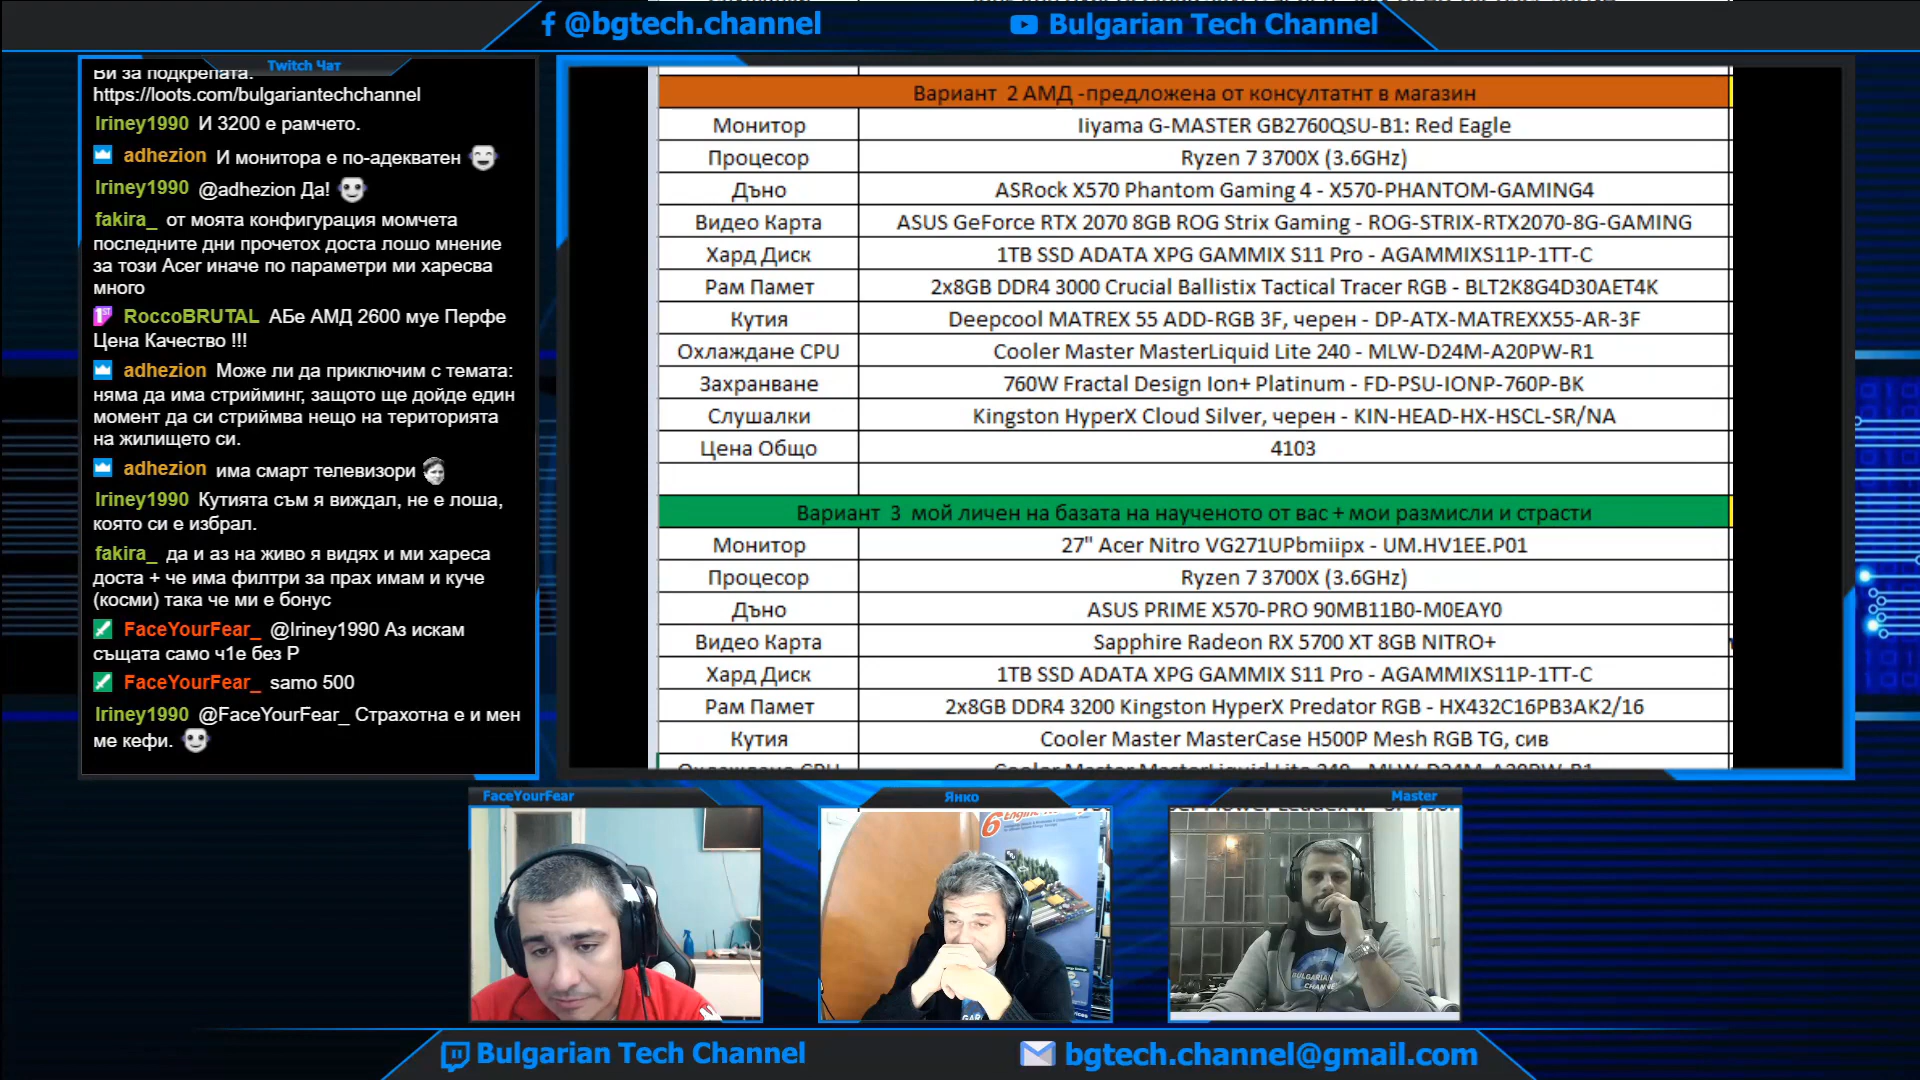 @bgtech.channel
Bulgarian Tech Channel
Twitch Чат
Ви за подкрепата.
https://loots.com/bulgariantechchannel
Iriney1990 И 3200 е рамчето.
adhezion И монитора е по-адекватен
Iriney1990 @adhezion Да!
fakira_ от моята конфигурация момчета
последните дни прочетох доста лошо мнение
за този Acer иначе по параметри ми харесва
много
RoccoBRUTAL АБе АМД 2600 муе Перфе
Цена Качество !!!
adhezion Може ли да приключим с темата:
няма да има стрийминг, защото ще дойде един
момент да си стриймва нещо на територията
на жилището си.
adhezion има смарт телевизори
Iriney1990 Кутията съм я виждал, не е лоша,
която си е избрал.
fakira_ да и аз на живо я видях и ми хареса
доста + че има филтри за прах имам и куче
(косми) така че ми е бонус
FaceYourFear_ @Iriney1990 Аз искам
същата само ч1е без Р
FaceYourFear_ samo 500
Iriney1990 @FaceYourFear_ Страхотна е и мен
ме кефи.
Вариант 2 АМД -предложена от консултатнт в магазин
Монитор Iiyama G-MASTER GB2760QSU-B1: Red Eagle
Процесор Ryzen 7 3700X (3.6GHz)
Дъно ASRock X570 Phantom Gaming 4 - X570-PHANTOM-GAMING4
Видео Карта ASUS GeForce RTX 2070 8GB ROG Strix Gaming - ROG-STRIX-RTX2070-8G-GAMING
Хард Диск 1TB SSD ADATA XPG GAMMIX S11 Pro - AGAMMIXS11P-1TT-C
Рам Памет 2x8GB DDR4 3000 Crucial Ballistix Tactical Tracer RGB - BLT2K8G4D30AET4K
Кутия Deepcool MATREX 55 ADD-RGB 3F, черен - DP-ATX-MATREXX55-AR-3F
Охлаждане CPU Cooler Master MasterLiquid Lite 240 - MLW-D24M-A20PW-R1
Захранване 760W Fractal Design Ion+ Platinum - FD-PSU-IONP-760P-BK
Слушалки Kingston HyperX Cloud Silver, черен - KIN-HEAD-HX-HSCL-SR/NA
Цена Общо 4103
Вариант 3 мой личен на базата на наученото от вас + мои размисли и страсти
Монитор 27" Acer Nitro VG271UPbmiipx - UM.HV1EE.P01
Процесор Ryzen 7 3700X (3.6GHz)
Дъно ASUS PRIME X570-PRO 90MB11B0-M0EAY0
Видео Карта Sapphire Radeon RX 5700 XT 8GB NITRO+
Хард Диск 1TB SSD ADATA XPG GAMMIX S11 Pro - AGAMMIXS11P-1TT-C
Рам Памет 2x8GB DDR4 3200 Kingston HyperX Predator RGB - HX432C16PB3AK2/16
Кутия Cooler Master MasterCase H500P Mesh RGB TG, сив
Охлаждане CPU Cooler Master MasterLiquid Lite 240 - MLW-D24M-A20PW-R1
FaceYourFear
Янко
Master
6
BULGARIAN
Bulgarian Tech Channel
bgtech.channel@gmail.com